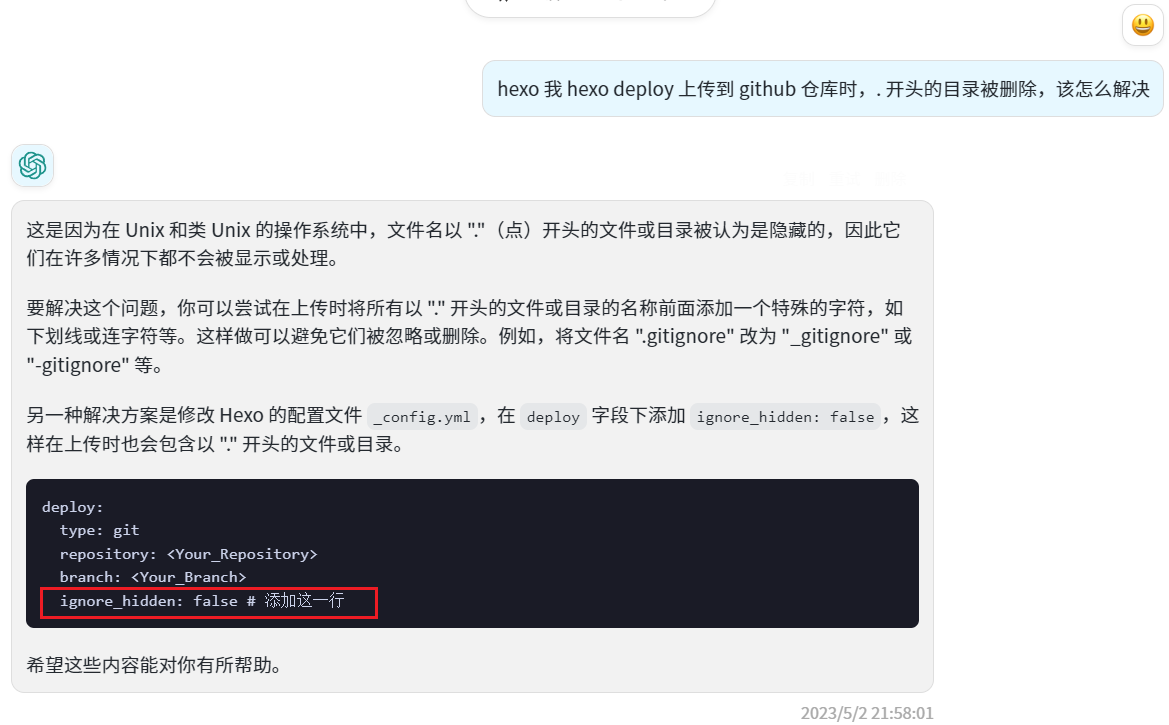 hexo 我 hexo deploy 上传到 github 仓库时，. 开头的目录被删除，该怎么解决
这是因为在 Unix 和类 Unix 的操作系统中，文件名以 "."（点）开头的文件或目录被认为是隐藏的，因此它
们在许多情况下都不会被显示或处理。
要解决这个问题，你可以尝试在上传时将所有以 "." 开头的文件或目录的名称前面添加一个特殊的字符，如
下划线或连字符等。这样做可以避免它们被忽略或删除。例如，将文件名 ".gitignore" 改为 "_gitignore" 或
"-gitignore" 等。
另一种解决方案是修改 Hexo 的配置文件 _config.yml，在 deploy 字段下添加 ignore_hidden: false，这
样在上传时也会包含以 "." 开头的文件或目录。
deploy:
  type: git
  repository: <Your_Repository>
  branch: <Your_Branch>
  ignore_hidden: false # 添加这一行
希望这些内容能对你有所帮助。
2023/5/2 21:58:01